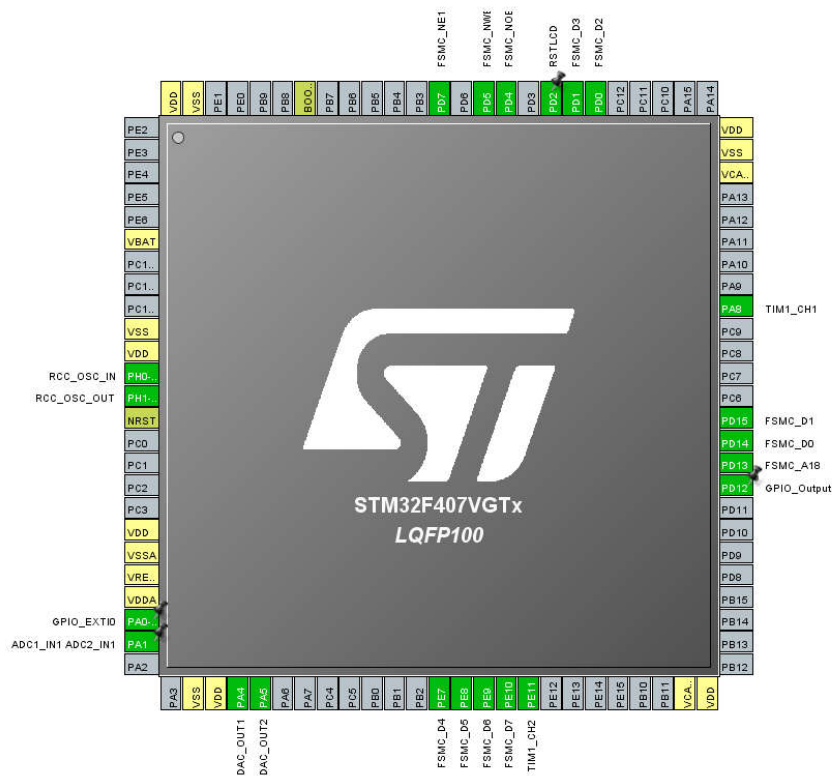 FSMC_NE1
FSMC_NWE
FSMC_NOE
RSTLCD
FSMC_D3
FSMC_D2
VDD
VSS
PE1
PE0
PB9
PB8
BOO..
PB7
PB6
PB5
PB4
PB3
PD7
PD6
PD5
PD4
PD3
PD2
PD1
PD0
PC12
PC11
PC10
PA15
PA14
PE2
PE3
PE4
PE5
PE6
VBAT
PC1..
PC1..
PC1..
VSS
VDD
RCC_OSC_IN PH0-..
RCC_OSC_OUT PH1-..
NRST
PC0
PC1
PC2
PC3
VDD
VSSA
VRE..
VDDA
GPIO_EXTI0 PA0-..
ADC1_IN1 ADC2_IN1 PA1
PA2
ST
STM32F407VGTx
LQFP100
VDD
VSS
VCA..
PA13
PA12
PA11
PA10
PA9
PA8 TIM1_CH1
PC9
PC8
PC7
PC6
PD15 FSMC_D1
PD14 FSMC_D0
PD13 FSMC_A18
PD12 GPIO_Output
PD11
PD10
PD9
PD8
PB15
PB14
PB13
PB12
PA3
VSS
VDD
PA4
PA5
PA6
PA7
PC4
PC5
PB0
PB1
PB2
PE7
PE8
PE9
PE10
PE11
PE12
PE13
PE14
PE15
PB10
PB11
VCA..
VDD
DAC_OUT1
DAC_OUT2
FSMC_D4
FSMC_D5
FSMC_D6
FSMC_D7
TIM1_CH2